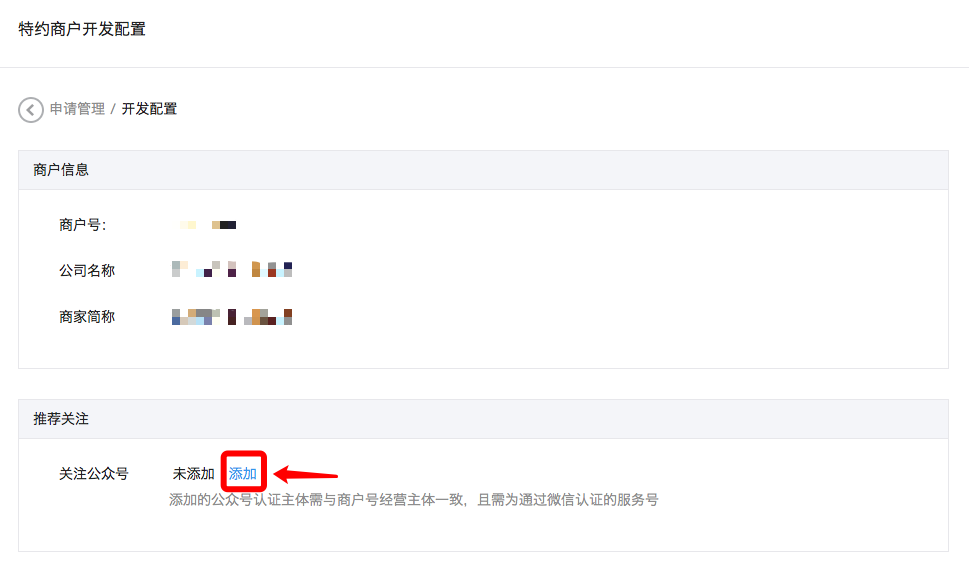 特约商户开发配置
申请管理 / 开发配置
商户信息
商户号：
公司名称
商家简称
推荐关注
关注公众号 未添加 添加
添加的公众号认证主体需与商户号经营主体一致，且需为通过微信认证的服务号